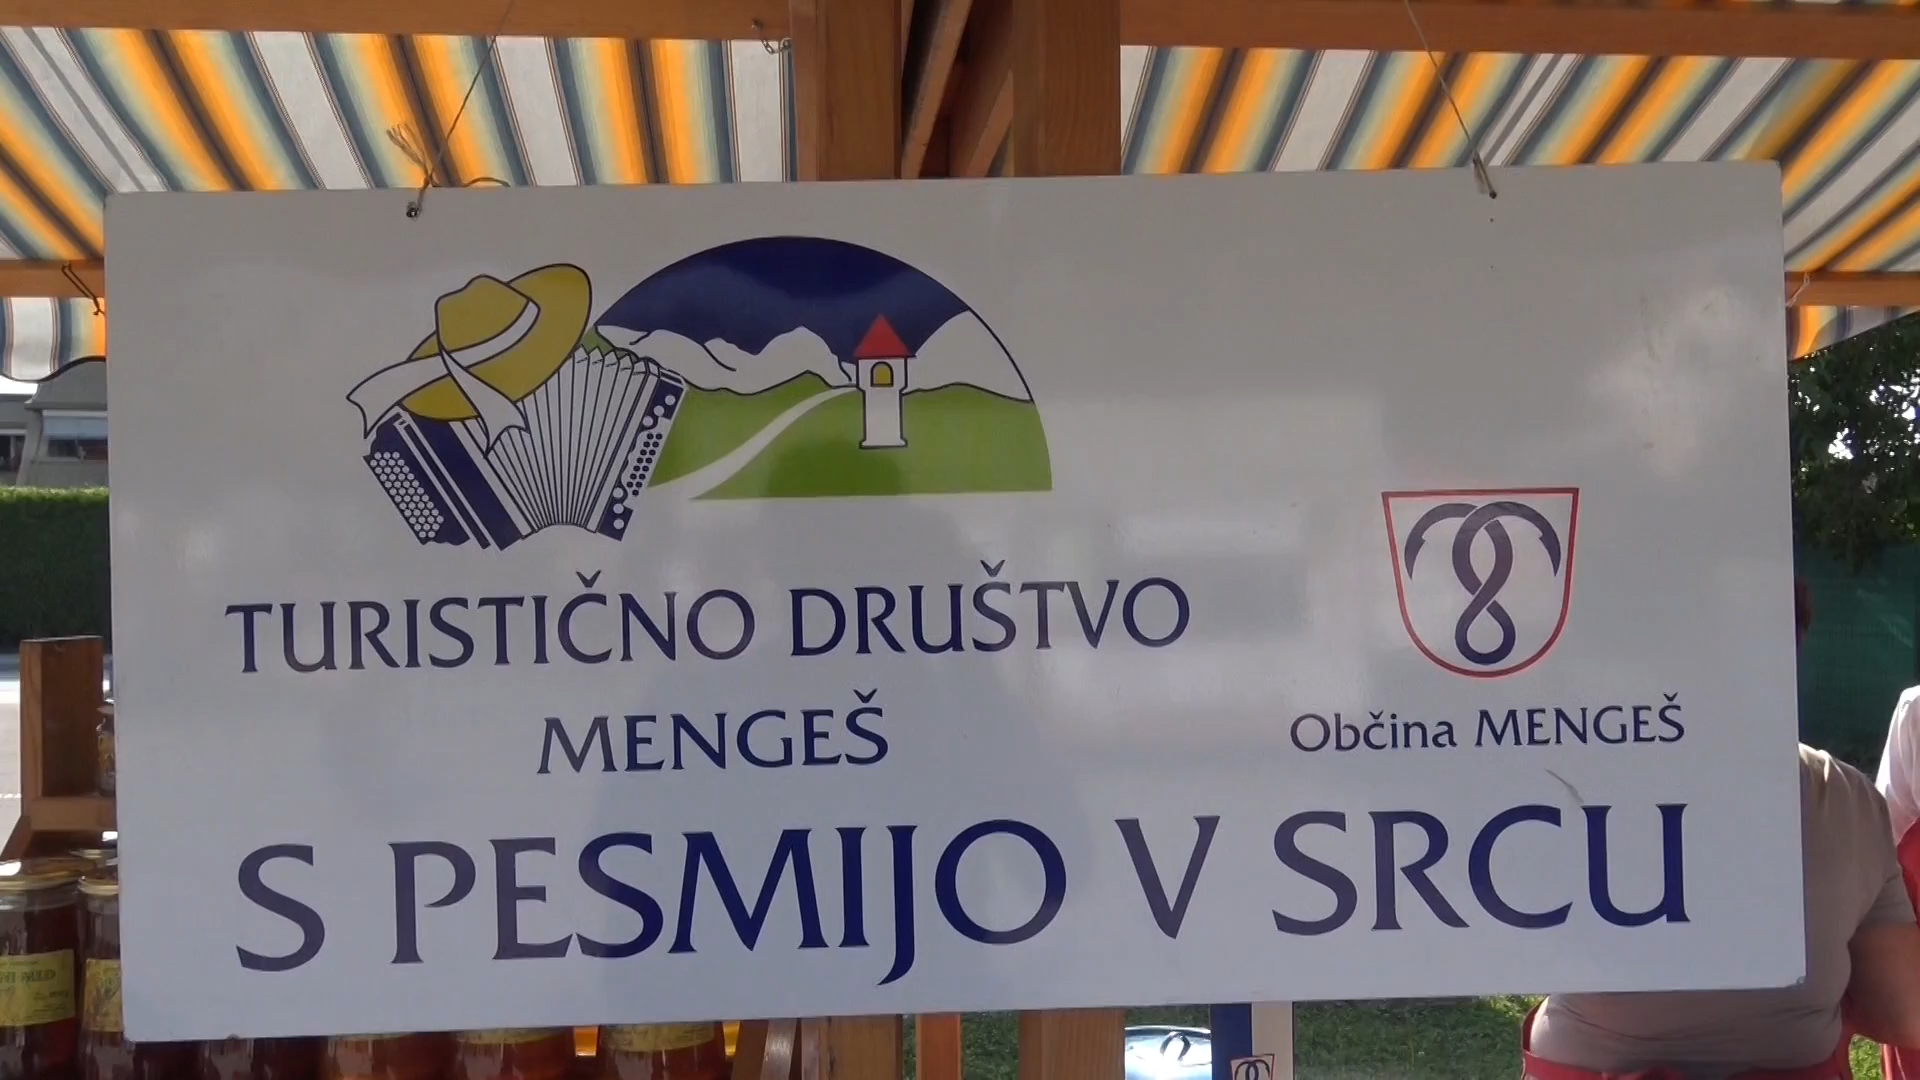 TURISTIČNO DRUŠTVO
MENGEŠ
Občina MENGEŠ
S PESMIJO V SRCU